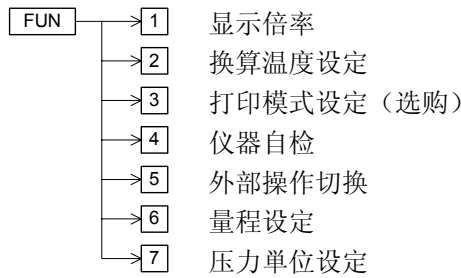 FUN
1 显示倍率
2 换算温度设定
3 打印模式设定（选购）
4 仪器自检
5 外部操作切换
6 量程设定
7 压力単位设定